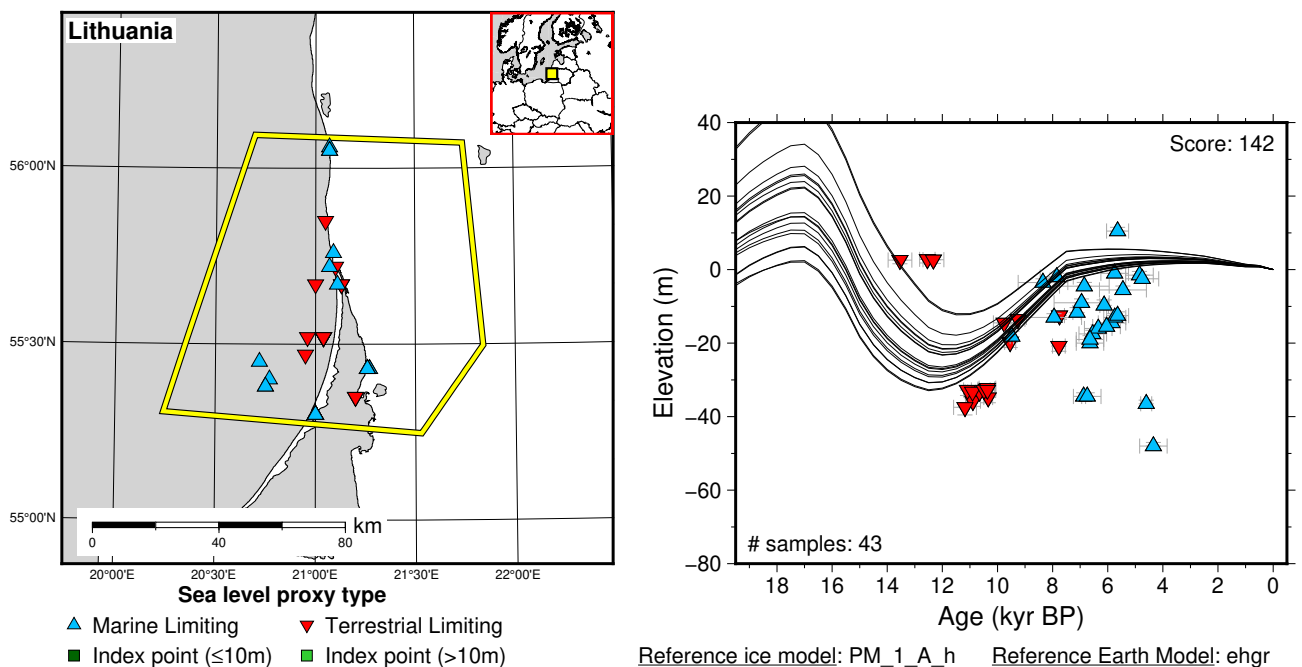 Lithuania
56°00'N
55°30'N
55°00'N
km
0 20 40 60 80
20°00'E 20°30'E 21°00'E 21°30'E 22°00'E
Sea level proxy type
Marine Limiting
Terrestrial Limiting
Index point (≤10m)
Index point (>10m)
Score: 142
40
20
0
−20
−40
−60
−80
Elevation (m)
# samples: 43
18 16 14 12 10 8 6 4 2 0
Age (kyr BP)
Reference ice model: PM_1_A_h
Reference Earth Model: ehgr